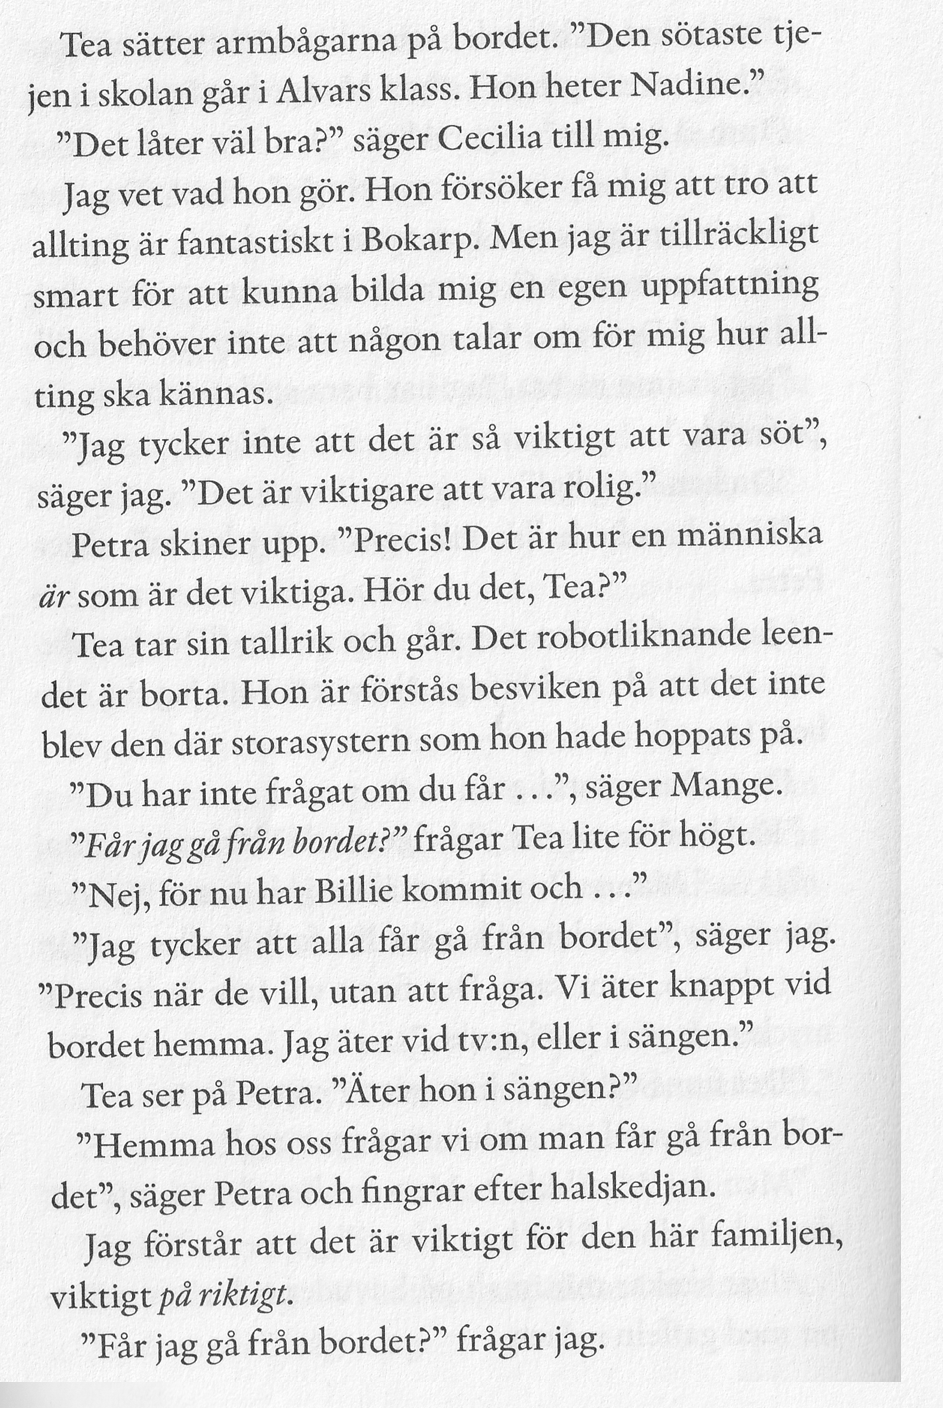 Tea sätter armbågarna på bordet. ”Den sötaste tje-
jen i skolan går i Alvars klass. Hon heter Nadine.”
”Det låter väl bra?” säger Cecilia till mig.
Jag vet vad hon gör. Hon försöker få mig att tro att
allting är fantastiskt i Bokarp. Men jag är tillräckligt
smart för att kunna bilda mig en egen uppfattning
och behöver inte att någon talar om för mig hur all-
ting ska kännas.
”Jag tycker inte att det är så viktigt att vara söt”,
säger jag. ”Det är viktigare att vara rolig.”
Petra skiner upp. ”Precis! Det är hur en människa
är som är det viktiga. Hör du det, Tea?”
Tea tar sin tallrik och går. Det robotliknande leen-
det är borta. Hon är förstås besviken på att det inte
blev den där storasystern som hon hade hoppats på.
”Du har inte frågat om du får . . .”, säger Mange.
”Får jag gå från bordet?” frågar Tea lite för högt.
”Nej, för nu har Billie kommit och . . .”
”Jag tycker att alla får gå från bordet”, säger jag.
”Precis när de vill, utan att fråga. Vi äter knappt vid
bordet hemma. Jag äter vid tv:n, eller i sängen.”
Tea ser på Petra. ”Äter hon i sängen?”
”Hemma hos oss frågar vi om man får gå från bor-
det”, säger Petra och fingrar efter halskedjan.
Jag förstår att det är viktigt för den här familjen,
viktigt på riktigt.
”Får jag gå från bordet?” frågar jag.